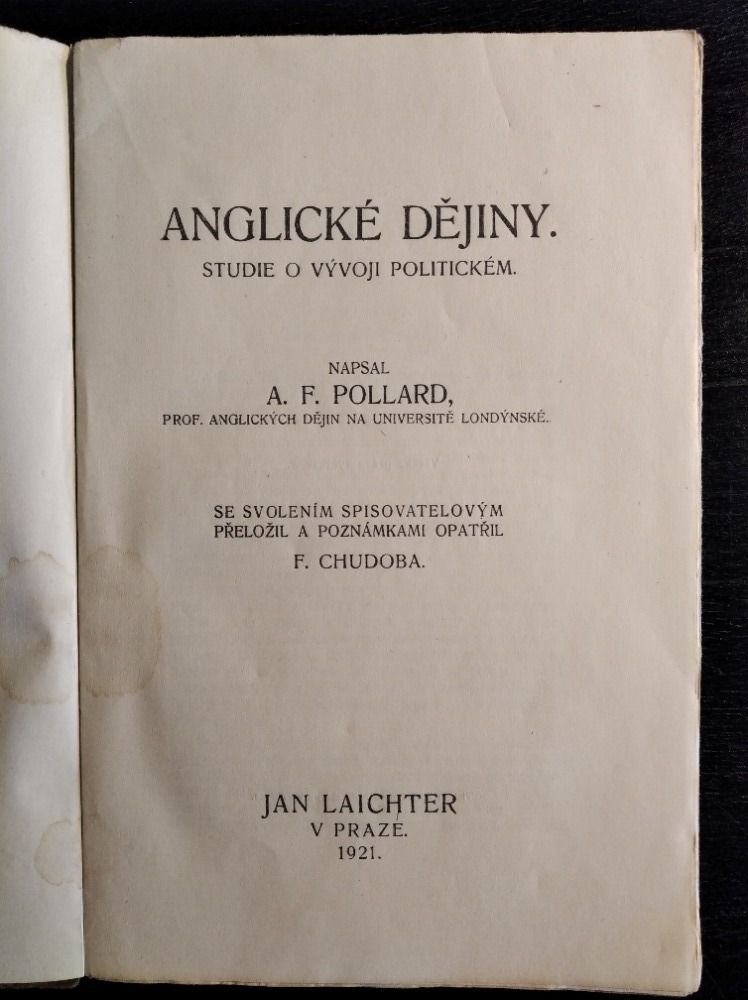 ANGLICKÉ DĚJINY.
STUDIE O VÝVOJI POLITICKÉM.
NAPSAL
A. F. POLLARD,
PROF. ANGLICKÝCH DĚJIN NA UNIVERSITĚ LONDÝNSKÉ.
SE SVOLENÍM SPISOVATELOVÝM
PŘELOŽIL A POZNÁMKAMI OPATŘIL
F. CHUDOBA.
JAN LAICHTER
V PRAZE.
1921.